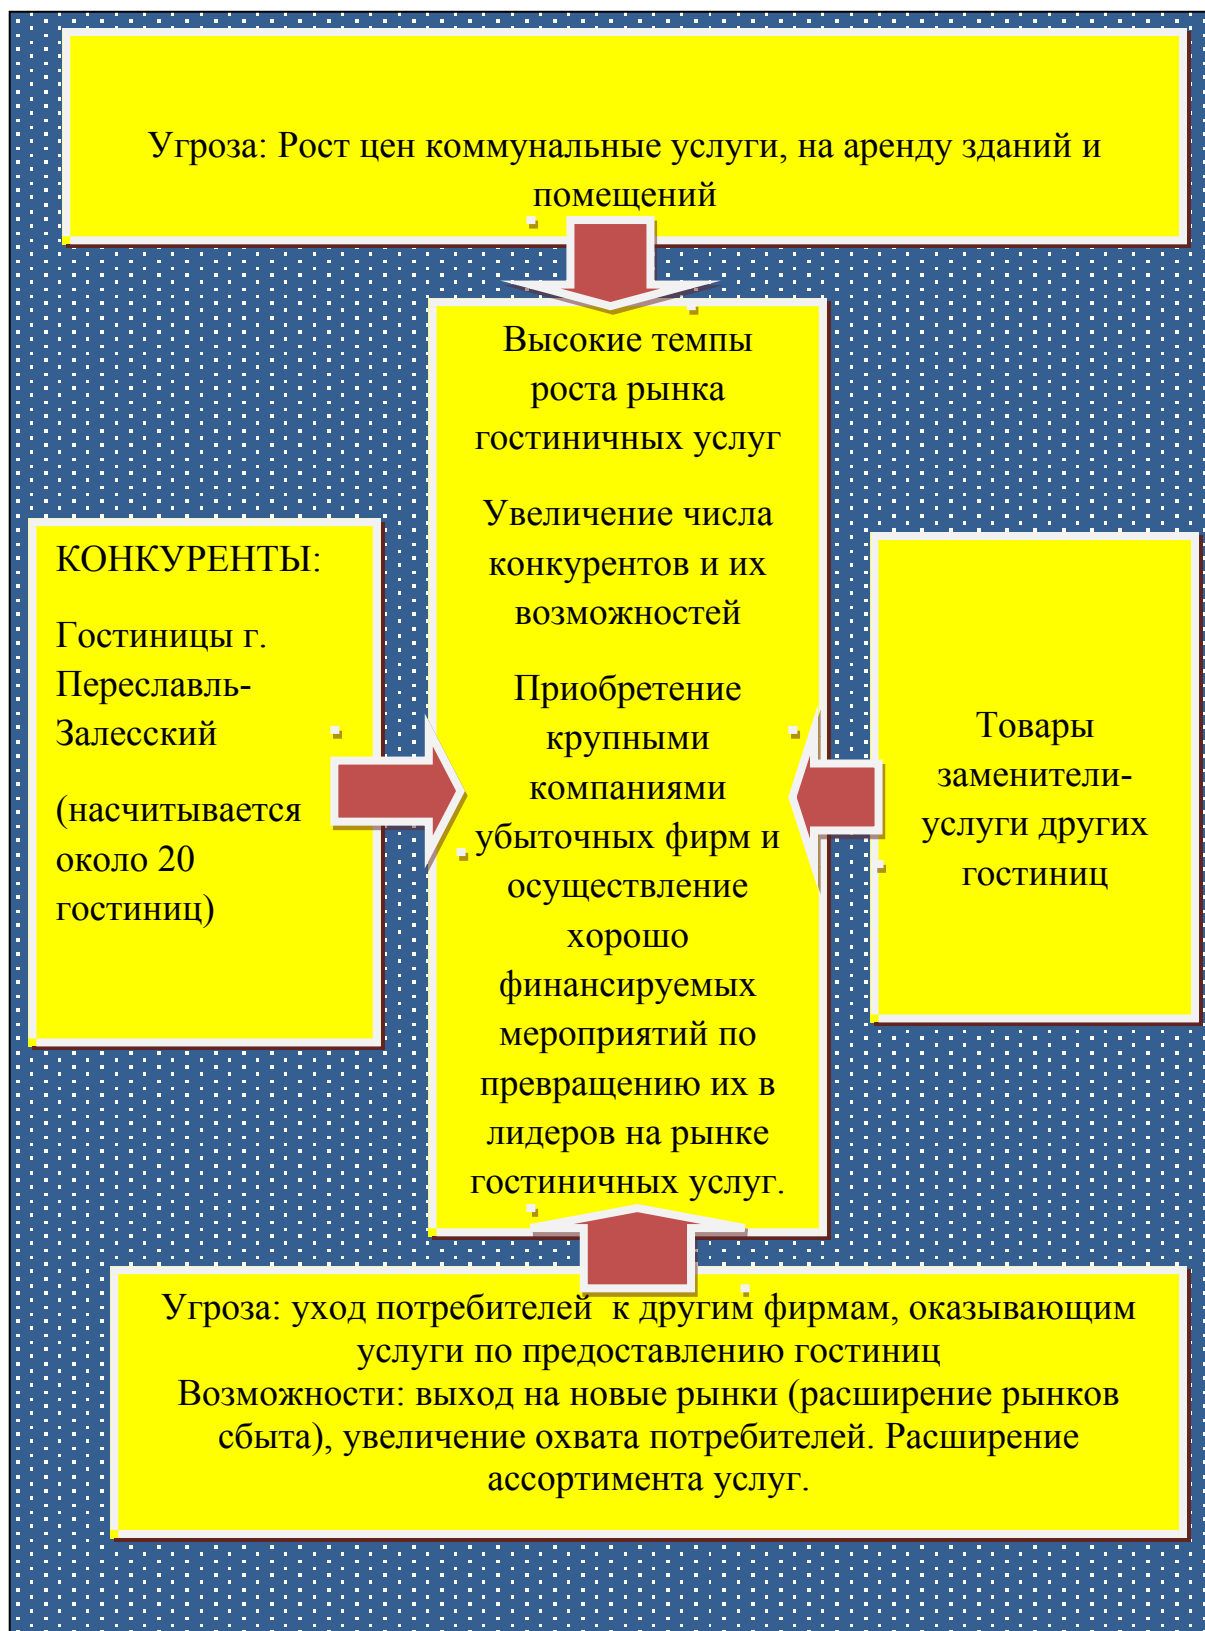 Угроза: Рост цен коммунальные услуги, на аренду зданий и
помещений
Высокие темпы
роста рынка
гостиничных услуг
Увеличение числа
конкурентов и их
возможностей
Приобретение
крупными
компаниями
убыточных фирм и
осуществление
хорошо
финансируемых
мероприятий по
превращению их в
лидеров на рынке
гостиничных услуг.
КОНКУРЕНТЫ:
Гостиницы г.
Переславль-
Залесский
(насчитывается
около 20
гостиниц)
Товары
заменители-
услуги других
гостиниц
Угроза: уход потребителей  к другим фирмам, оказывающим
услуги по предоставлению гостиниц
Возможности: выход на новые рынки (расширение рынков
сбыта), увеличение охвата потребителей. Расширение
ассортимента услуг.